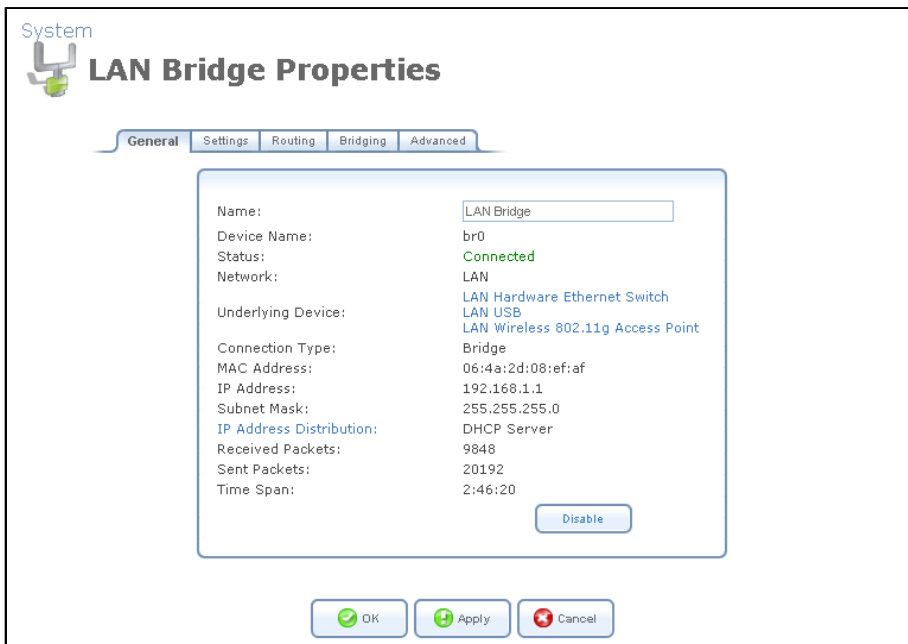 System
LAN Bridge Properties
General Settings Routing Bridging Advanced
Name: LAN Bridge
Device Name: br0
Status: Connected
Network: LAN
Underlying Device: LAN Hardware Ethernet Switch
LAN USB
LAN Wireless 802.11g Access Point
Connection Type: Bridge
MAC Address: 06:4a:2d:08:ef:af
IP Address: 192.168.1.1
Subnet Mask: 255.255.255.0
IP Address Distribution: DHCP Server
Received Packets: 9848
Sent Packets: 20192
Time Span: 2:46:20
Disable
OK Apply Cancel